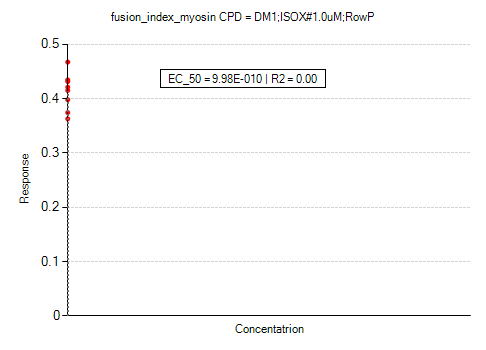 fusion_index_myosin CPD = DM1;ISOX#1.0uM;RowP
0.5
EC_50 = 9.98E-010 | R2 = 0.00
0.4
0.3
Response
0.2
0.1
0
Concentatrion